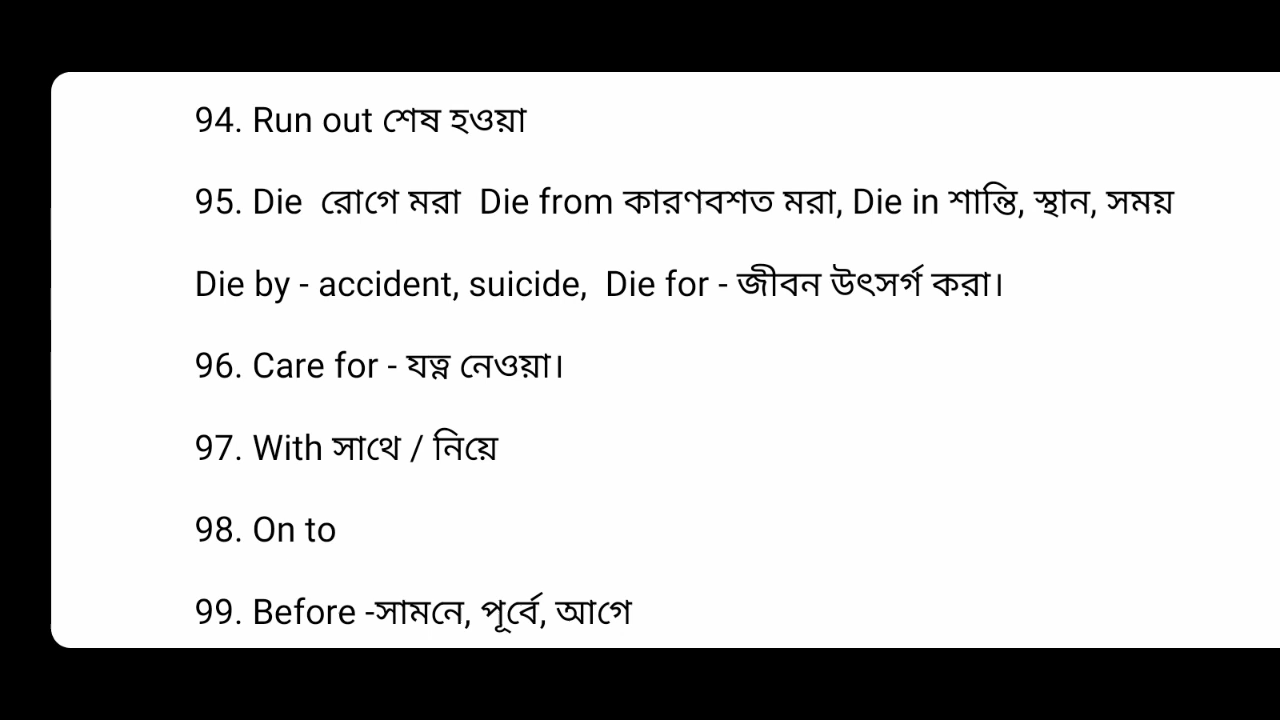 94. Run out শেষ হওয়া
95. Die রোগে মরা Die from কারণবশত মরা, Die in শান্তি, স্থান, সময়
Die by - accident, suicide, Die for - জীবন উৎসর্গ করা।
96. Care for - যত্ন নেওয়া।
97. With সাথে / নিয়ে
98. On to
99. Before -সামনে, পূর্বে, আগে